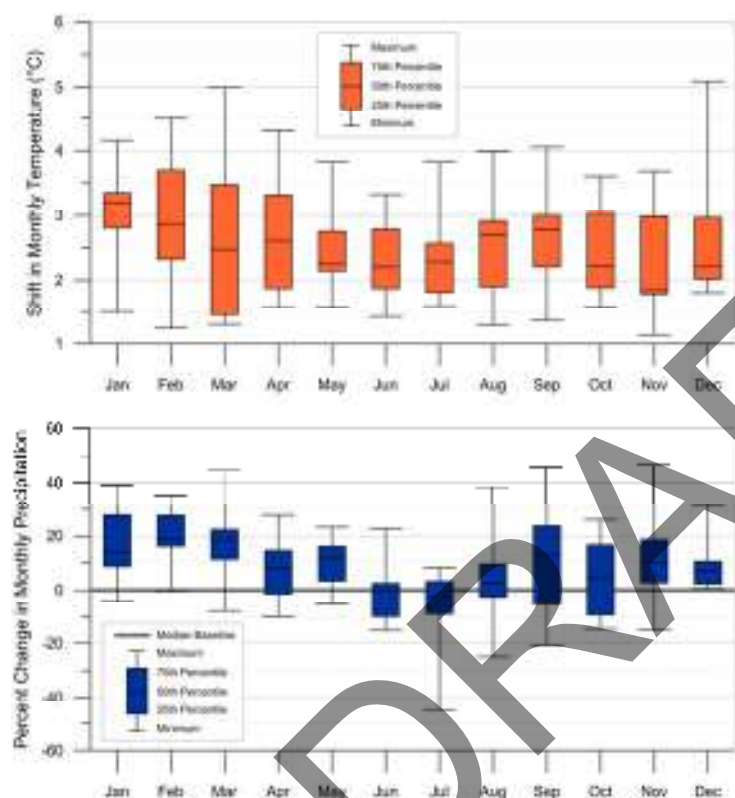 6
Maximum
75th Percentile
50th Percentile
25th Percentile
Minimum
5
4
3
2
1
Shift in Monthly Temperature (°C)
Jan Feb Mar Apr May Jun Jul Aug Sep Oct Nov Dec
60
40
20
0
-20
-40
-60
Percent Change in Monthly Precipitation
Median Baseline
Maximum
75th Percentile
50th Percentile
25th Percentile
Minimum
Jan Feb Mar Apr May Jun Jul Aug Sep Oct Nov Dec
DRA